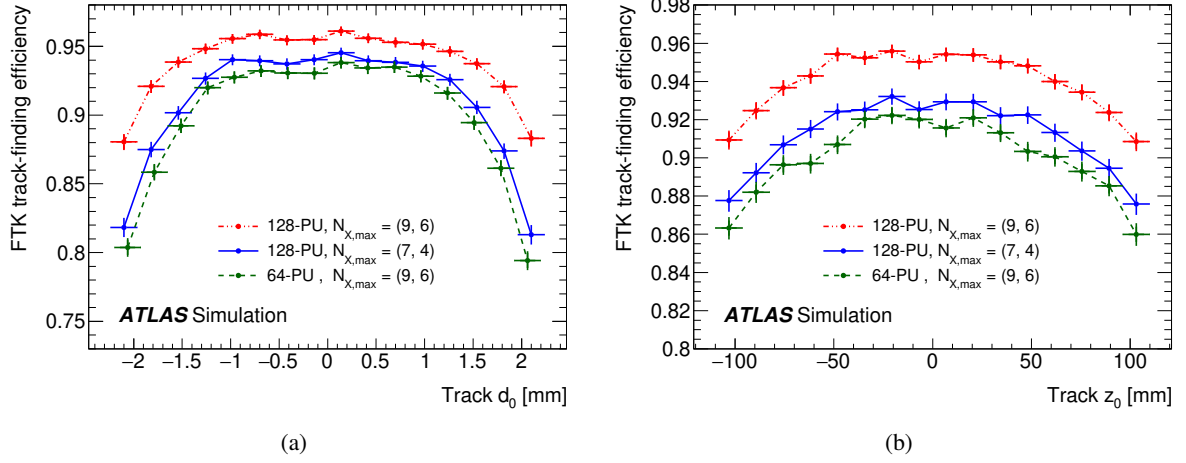 FTK track-finding efficiency
0.95
0.9
0.85
0.8
0.75
128-PU, N_X,max = (9, 6)
128-PU, N_X,max = (7, 4)
64-PU , N_X,max = (9, 6)
ATLAS Simulation
−2 −1.5 −1 −0.5 0 0.5 1 1.5 2
Track d_0 [mm]
(a)
FTK track-finding efficiency
0.98
0.96
0.94
0.92
0.9
0.88
0.86
0.84
0.82
0.8
128-PU, N_X,max = (9, 6)
128-PU, N_X,max = (7, 4)
64-PU , N_X,max = (9, 6)
ATLAS Simulation
−100 −50 0 50 100
Track z_0 [mm]
(b)